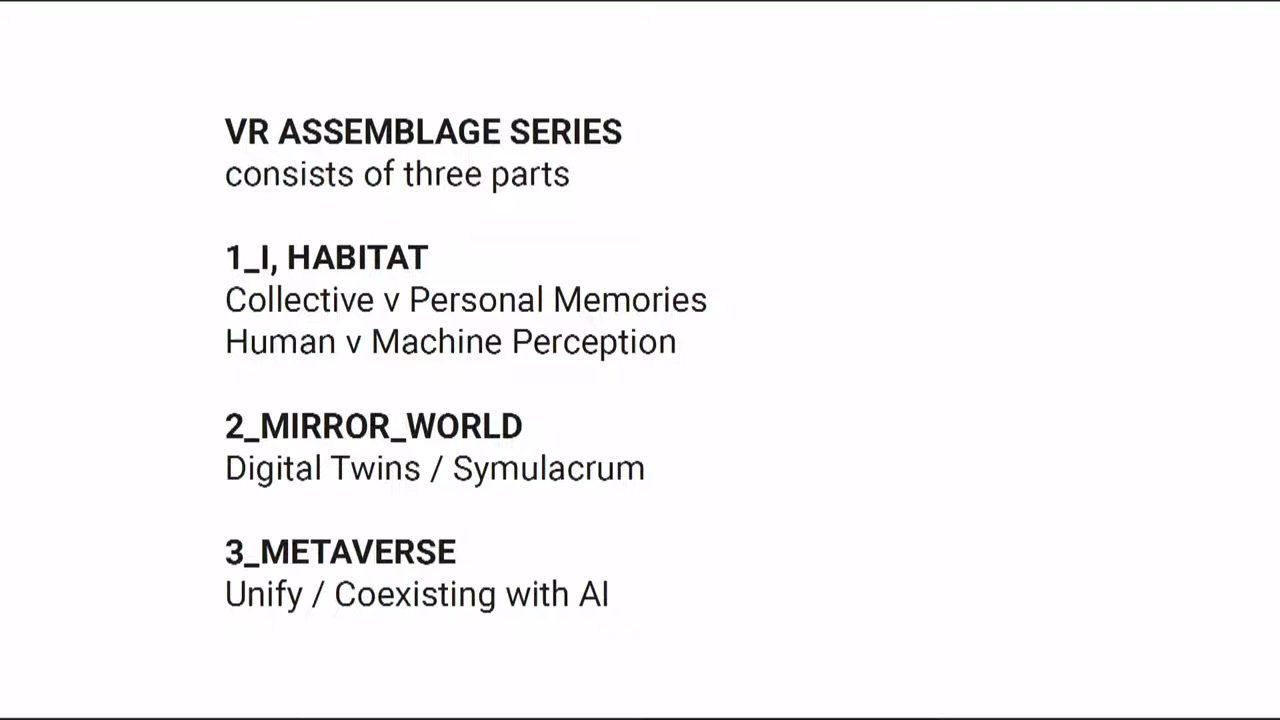 VR ASSEMBLAGE SERIES
consists of three parts
1_I, HABITAT
Collective v Personal Memories
Human v Machine Perception
2_MIRROR_WORLD
Digital Twins / Symulacrum
3_METAVERSE
Unify / Coexisting with AI